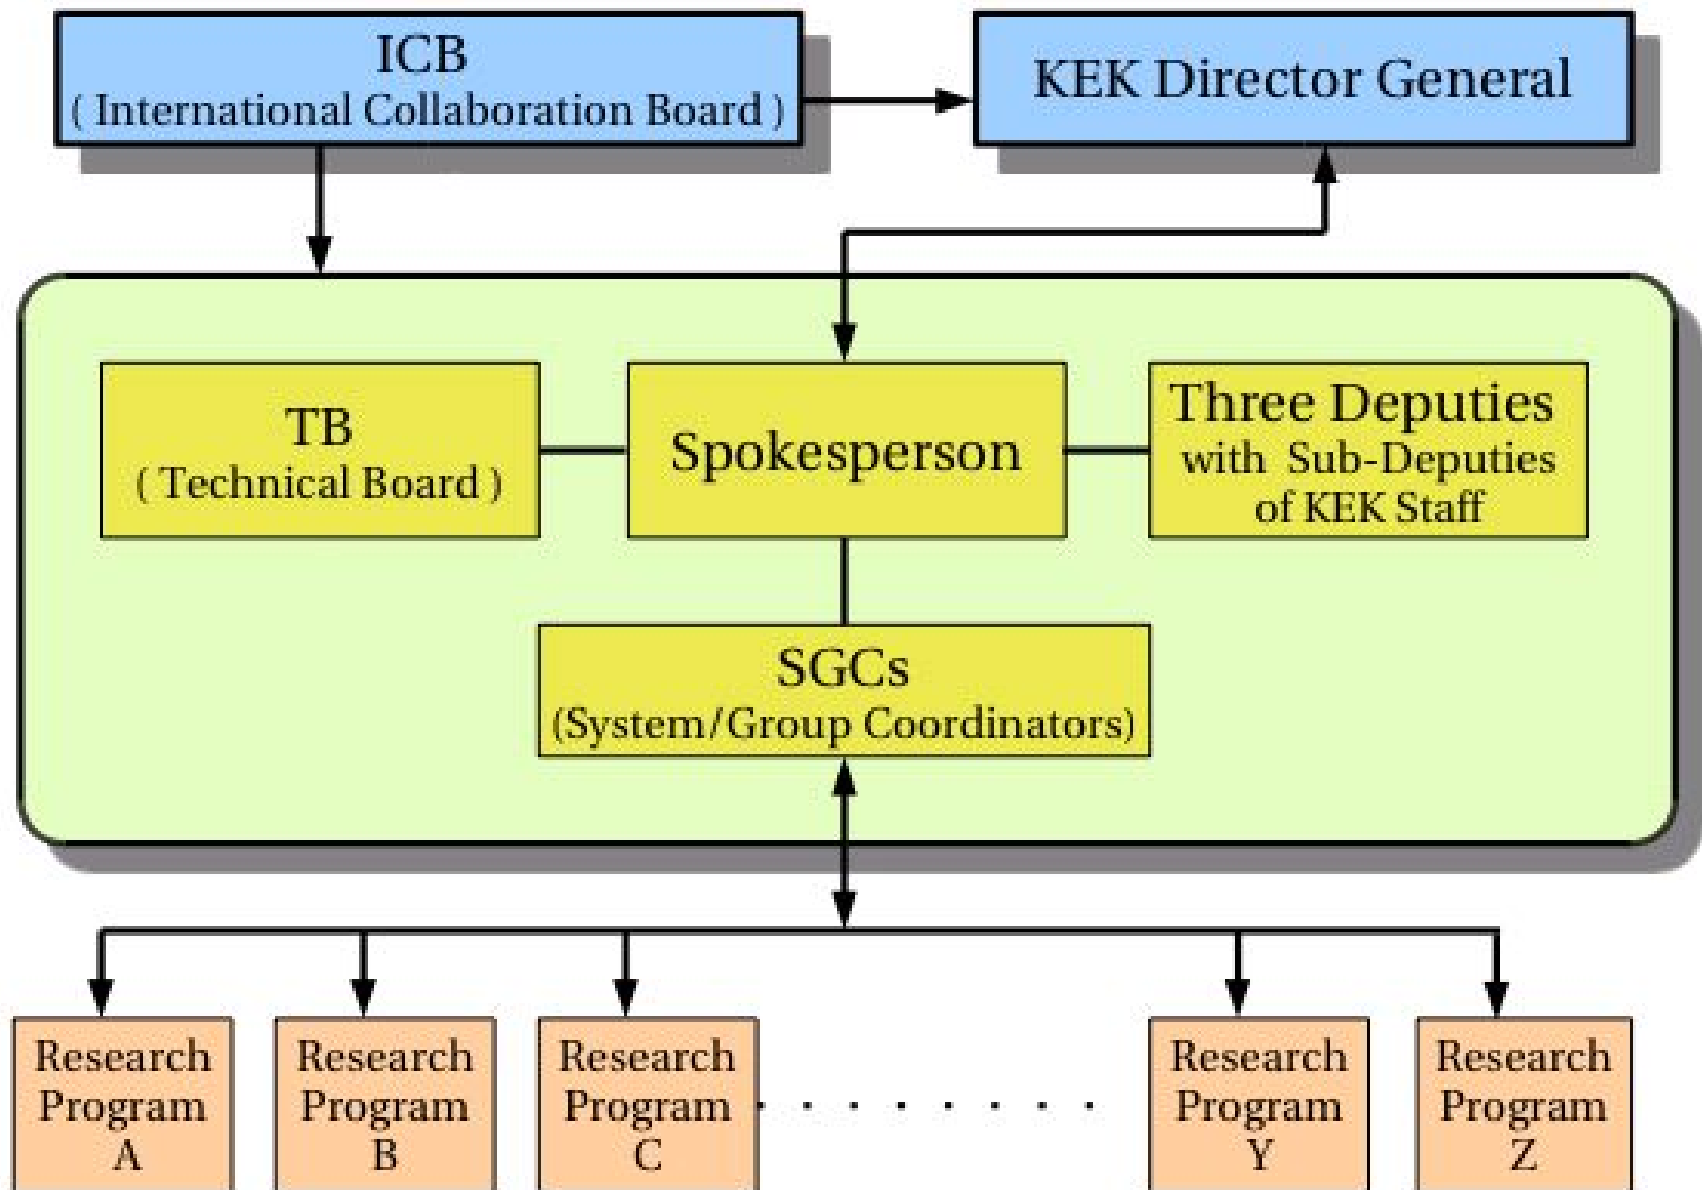 ICB
( International Collaboration Board )
KEK Director General
TB
( Technical Board )
Spokesperson
Three Deputies
with Sub-Deputies
of KEK Staff
SGCs
(System/Group Coordinators)
Research
Program
A
Research
Program
B
Research
Program
C
. . . . . . . .
Research
Program
Y
Research
Program
Z